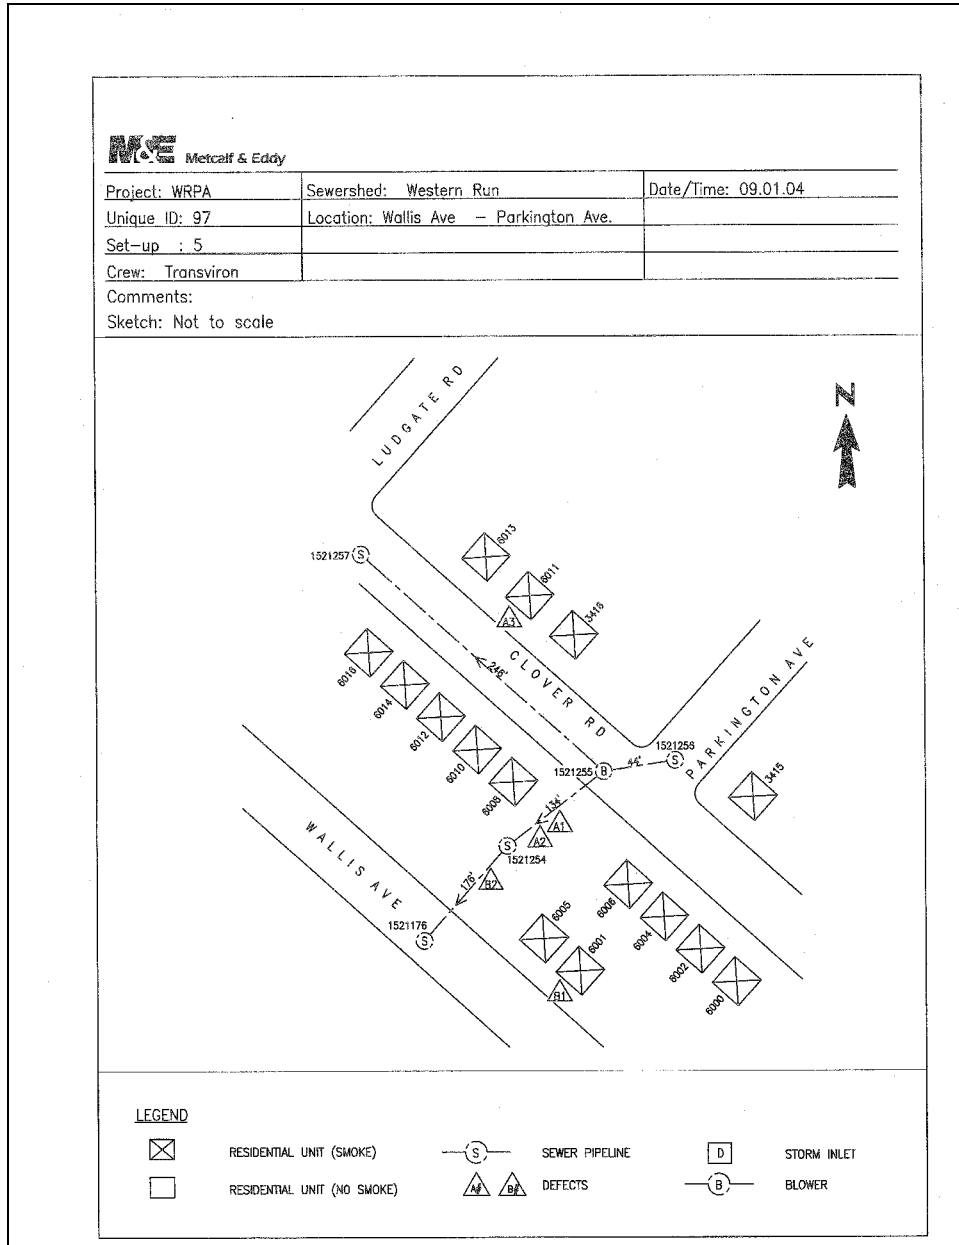 M&E Metcalf & Eddy
Project: WRPA
Sewershed: Western Run
Date/Time: 09.01.04
Unique ID: 97
Location: Wallis Ave - Parkington Ave.
Set-up : 5
Crew: Transviron
Comments:
Sketch: Not to scale
LUDGATE RD
N
6013
1521257 S
6011
A3
3416
CLOVER RD
246'
PARKINGTON AVE
6016
6014
6012
6010
6008
1521256
S
1521255 B
44'
3415
134'
A1
A2
S
1521254
WALLIS AVE
176'
B2
1521176
S
6005
6001
B1
6006
6004
6002
6000
LEGEND
RESIDENTIAL UNIT (SMOKE)
S SEWER PIPELINE
D STORM INLET
RESIDENTIAL UNIT (NO SMOKE)
A# B# DEFECTS
B BLOWER